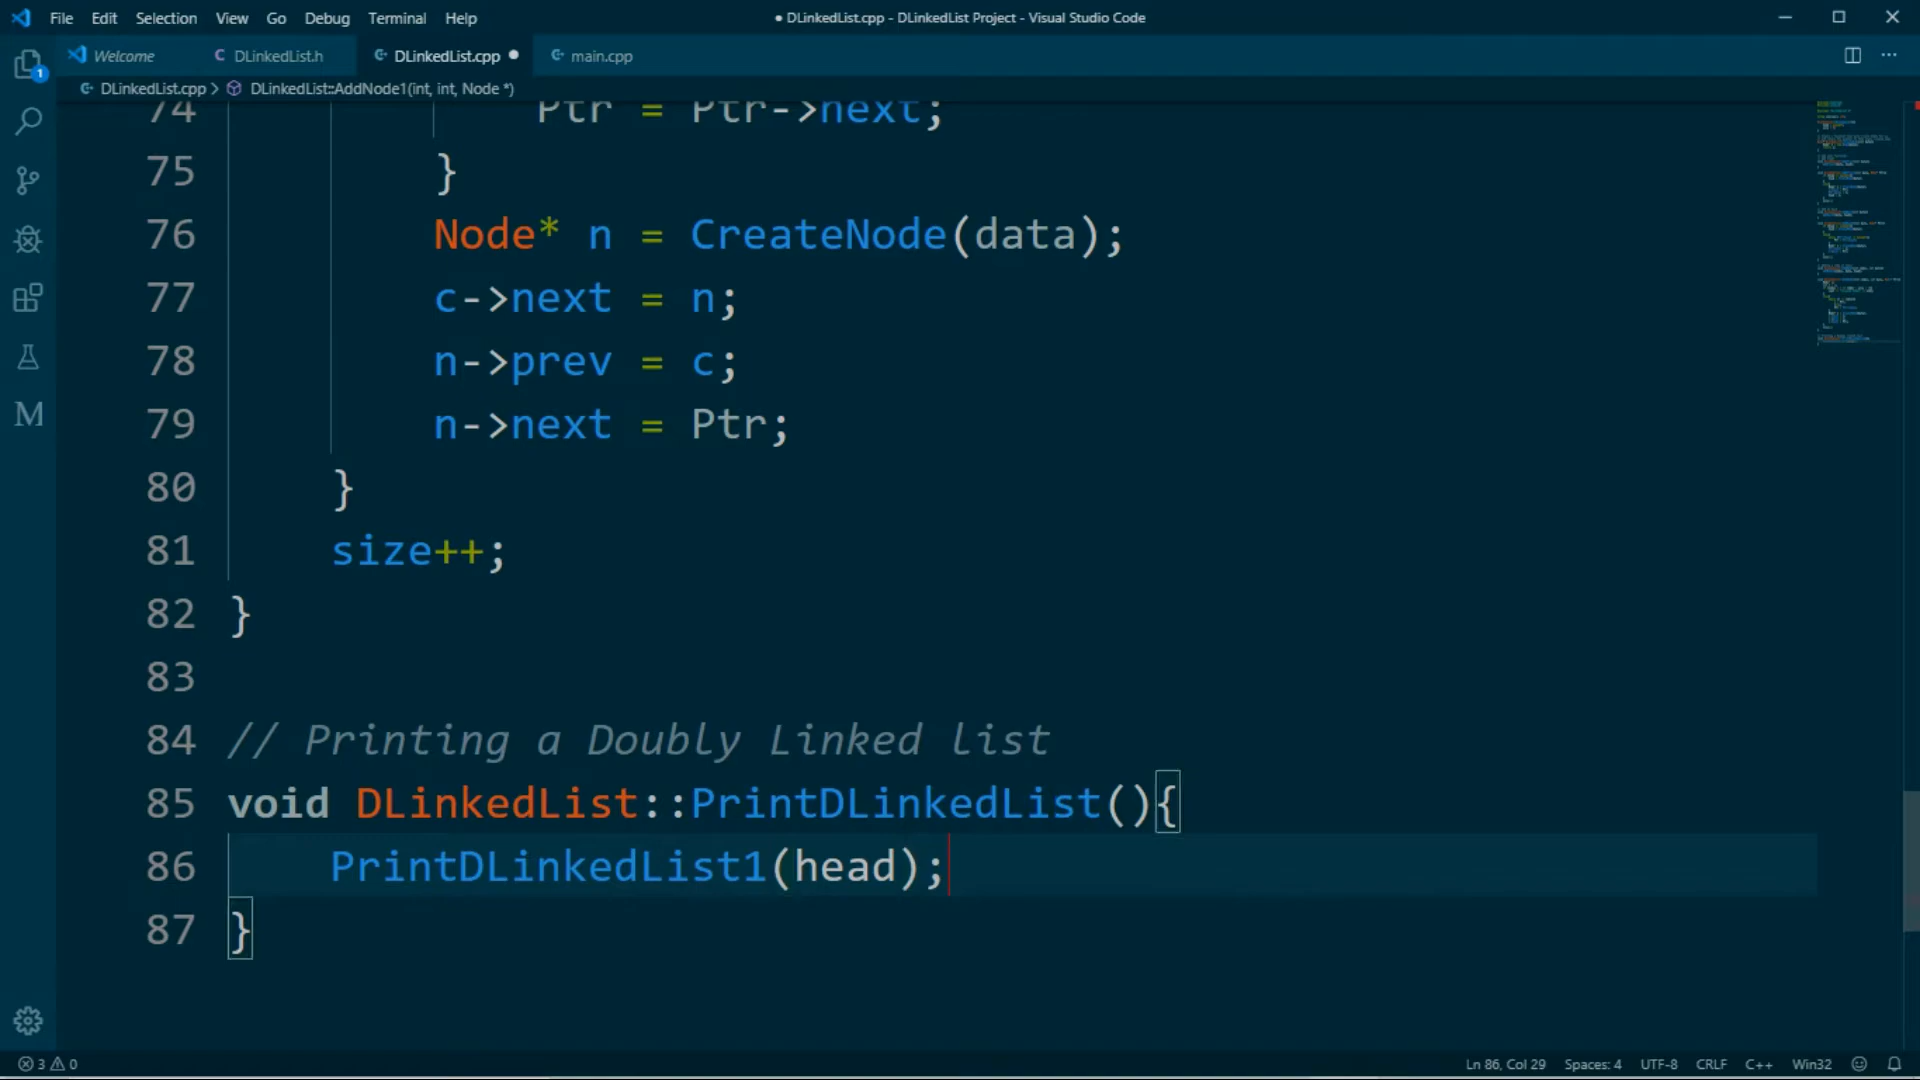 File Edit Selection View Go Debug Terminal Help
● DLinkedList.cpp - DLinkedList Project - Visual Studio Code
Welcome
DLinkedList.h
DLinkedList.cpp
main.cpp
DLinkedList.cpp > DLinkedList::AddNode1(int, int, Node *)
74 Ptr = Ptr->next;
75 }
76 Node* n = CreateNode(data);
77 c->next = n;
78 n->prev = c;
79 n->next = Ptr;
80 }
81 size++;
82 }
83
84 // Printing a Doubly Linked list
85 void DLinkedList::PrintDLinkedList(){
86 PrintDLinkedList1(head);
87 }
1
M
3 0
Ln 86, Col 29 Spaces: 4 UTF-8 CRLF C++ Win32